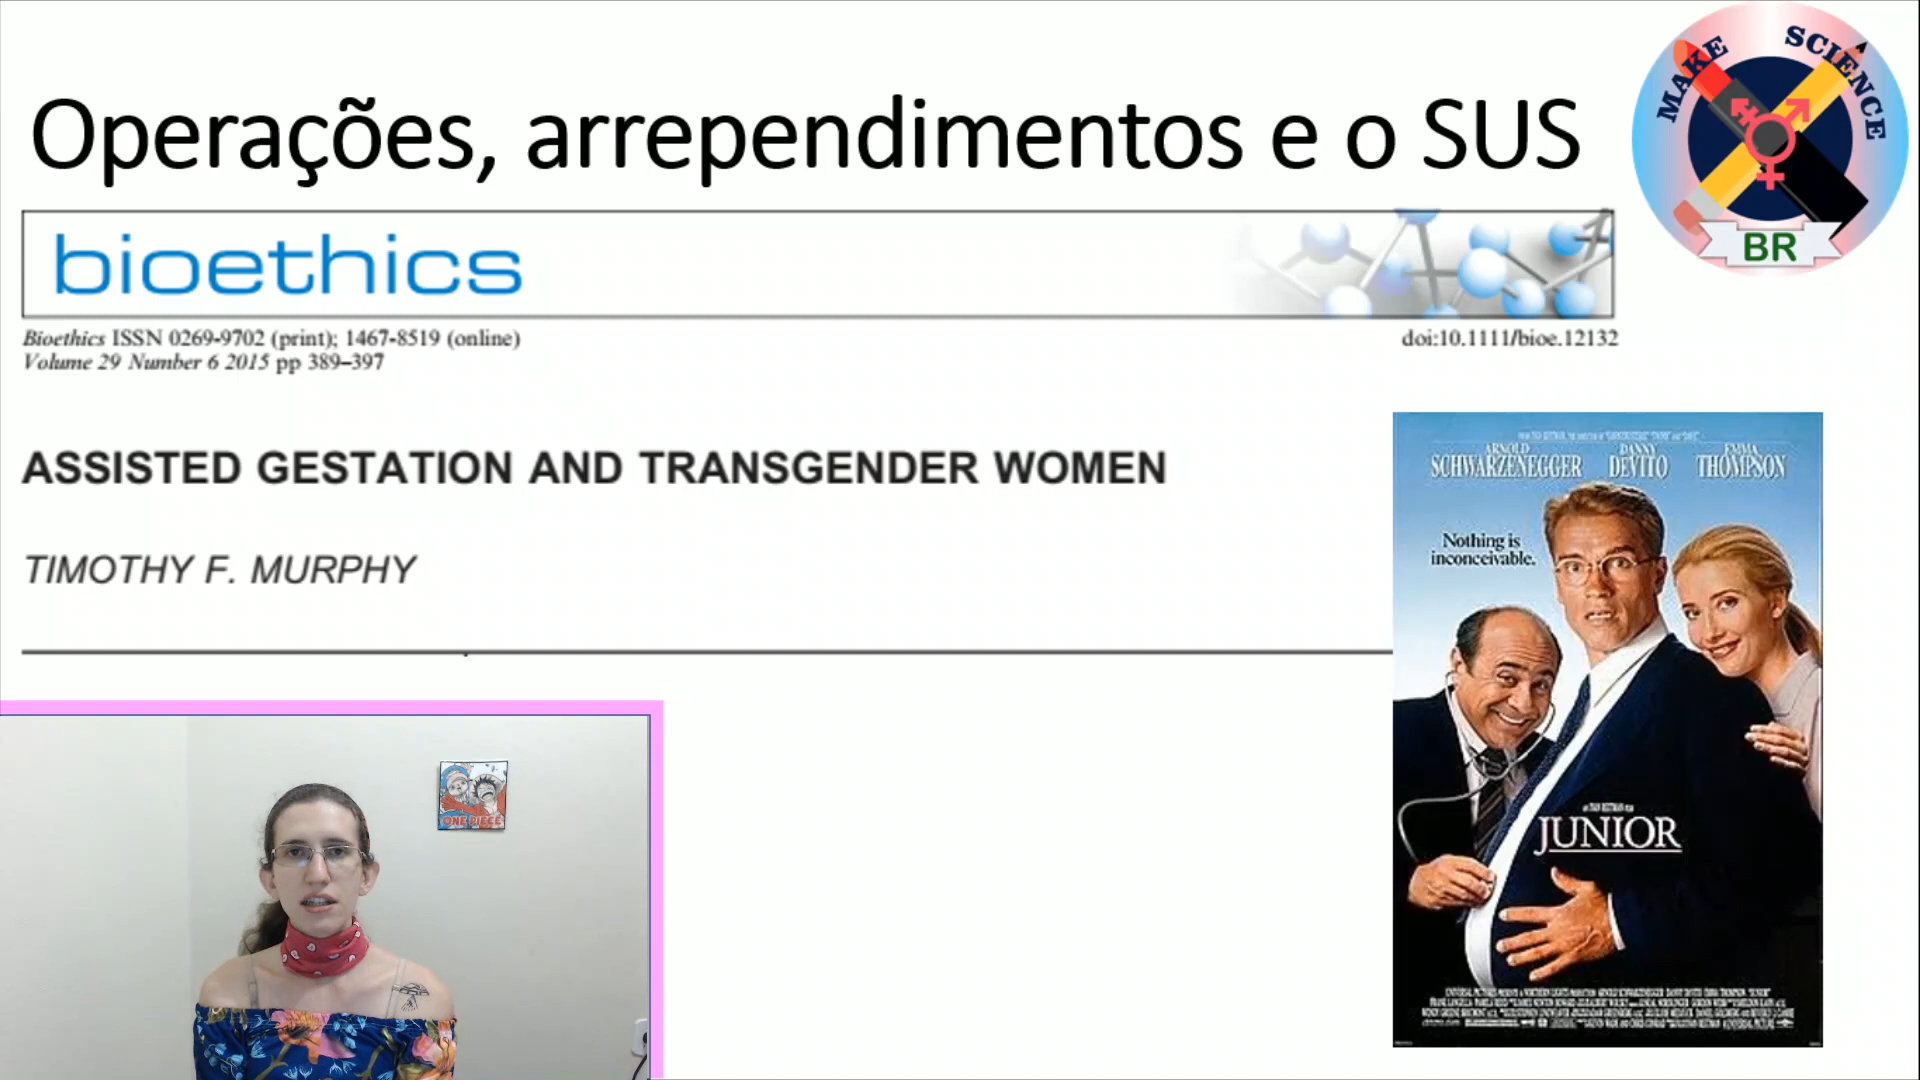 Operações, arrependimentos e o SUS
MAKE SCIENCE
BR
bioethics
Bioethics ISSN 0269-9702 (print); 1467-8519 (online)
doi:10.1111/bioe.12132
Volume 29 Number 6 2015 pp 389–397
ASSISTED GESTATION AND TRANSGENDER WOMEN
TIMOTHY F. MURPHY
ARNOLD SCHWARZENEGGER
DANNY DEVITO
EMMA THOMPSON
Nothing is
inconceivable.
JUNIOR
ONE PIECE